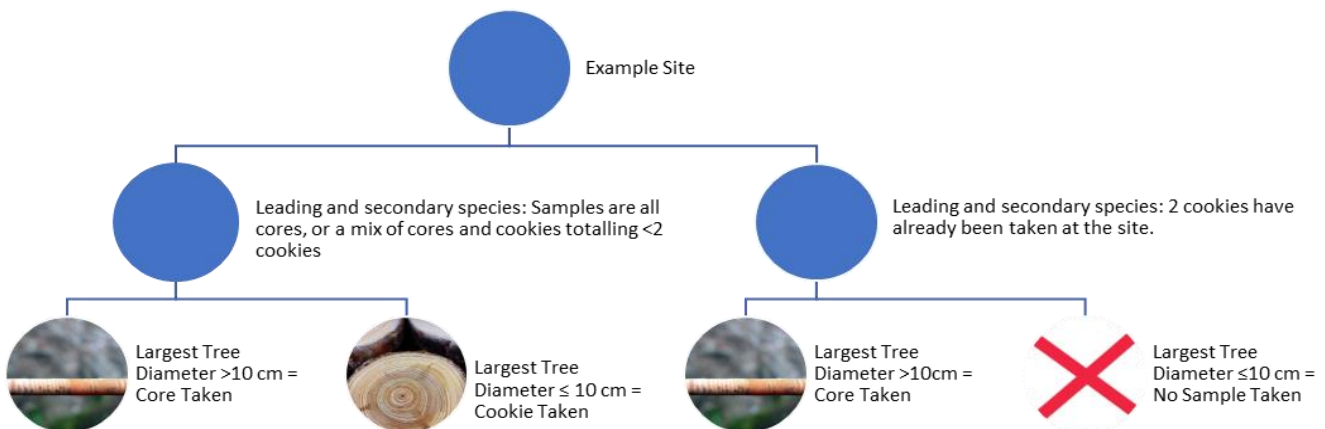 Example Site
Leading and secondary species: Samples are all
cores, or a mix of cores and cookies totalling <2
cookies
Leading and secondary species: 2 cookies have
already been taken at the site.
Largest Tree
Diameter >10 cm =
Core Taken
Largest Tree
Diameter ≤ 10 cm =
Cookie Taken
Largest Tree
Diameter >10cm =
Core Taken
Largest Tree
Diameter ≤10 cm =
No Sample Taken